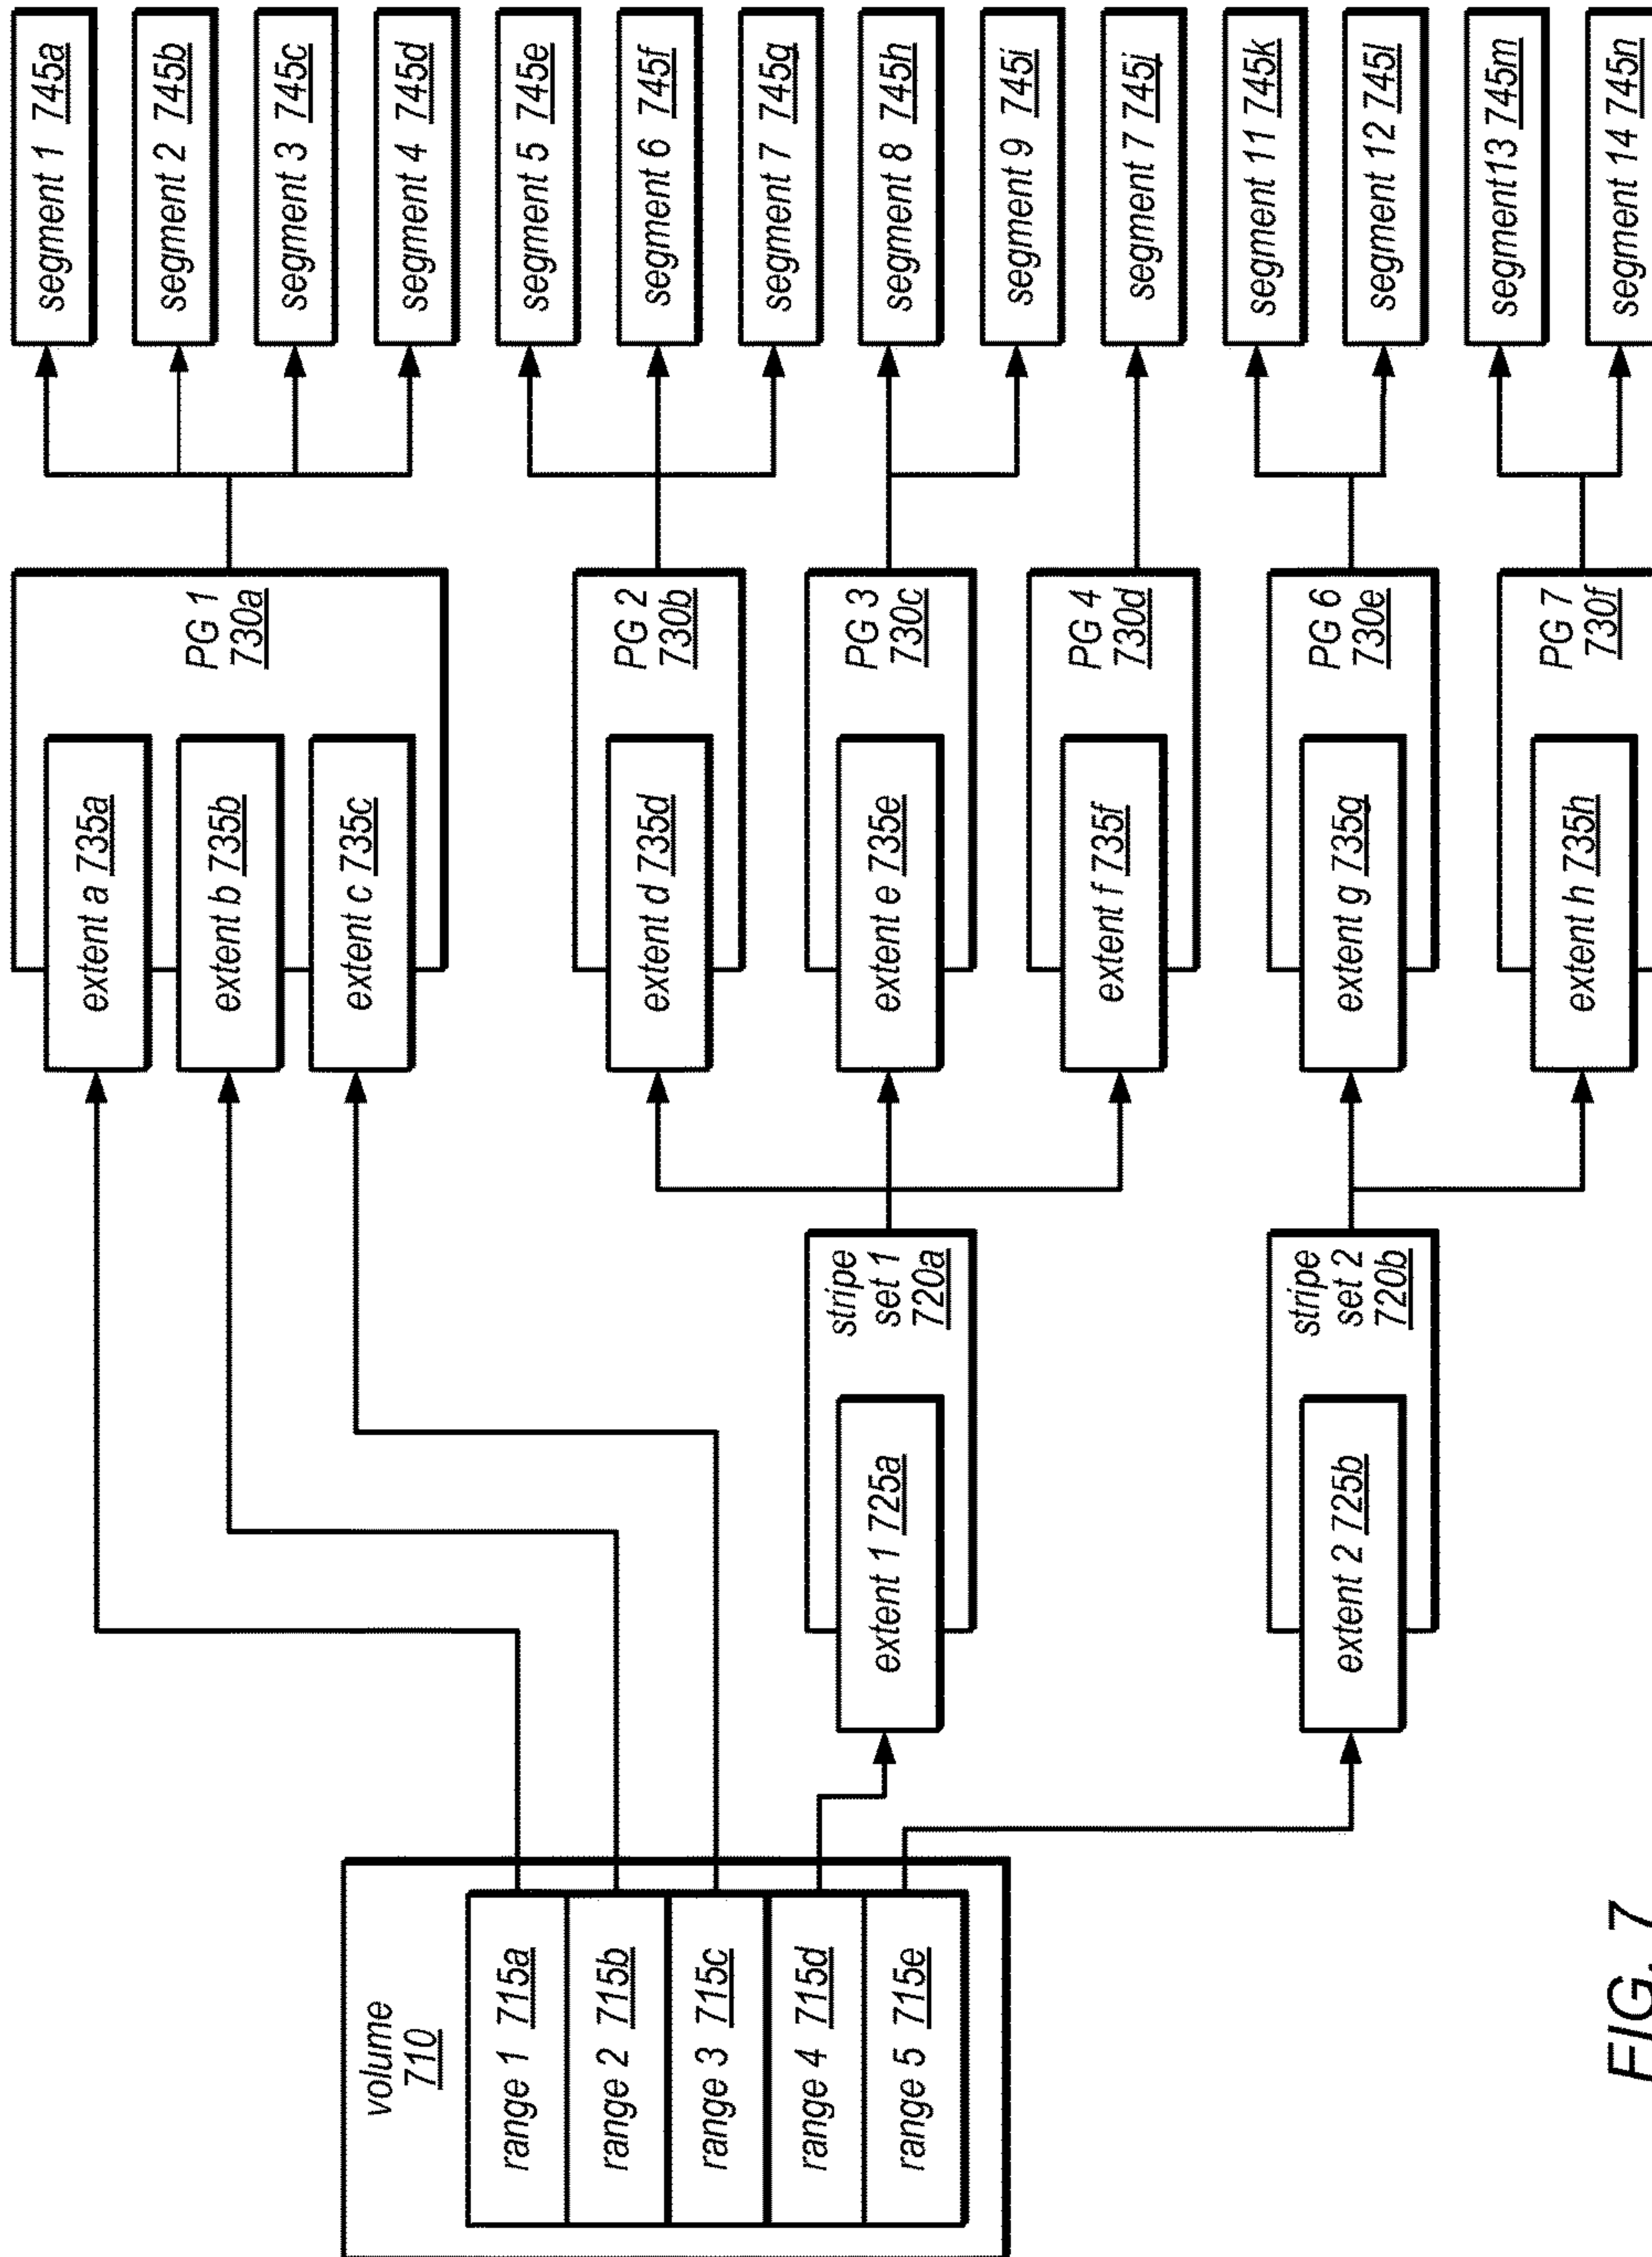 volume
710
range 1 715a
range 2 715b
range 3 715c
range 4 715d
range 5 715e
extent 1 725a
stripe
set 1
720a
extent 2 725b
stripe
set 2
720b
extent a 735a
extent b 735b
extent c 735c
PG 1
730a
extent d 735d
PG 2
730b
extent e 735e
PG 3
730c
extent f 735f
PG 4
730d
extent g 735g
PG 6
730e
extent h 735h
PG 7
730f
segment 1 745a
segment 2 745b
segment 3 745c
segment 4 745d
segment 5 745e
segment 6 745f
segment 7 745g
segment 8 745h
segment 9 745i
segment 7 745j
segment 11 745k
segment 12 745l
segment13 745m
segment 14 745n
FIG. 7